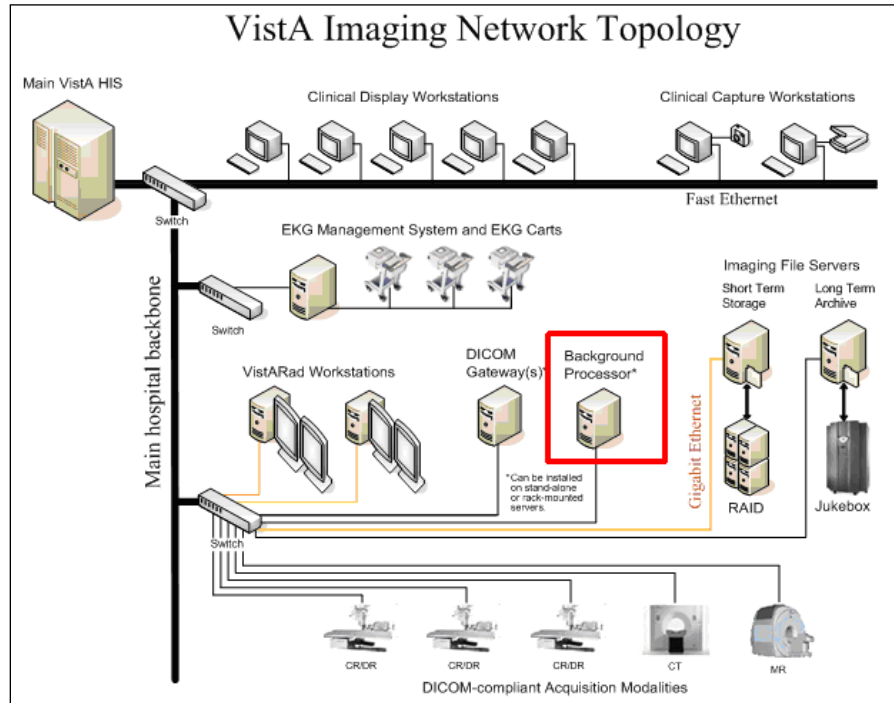 VistA Imaging Network Topology
Main VistA HIS
Clinical Display Workstations
Clinical Capture Workstations
Fast Ethernet
Switch
EKG Management System and EKG Carts
Imaging File Servers
Short Term
Storage
Long Term
Archive
Switch
Main hospital backbone
VistARad Workstations
DICOM
Gateway(s)*
Background
Processor*
Gigabit Ethernet
*Can be installed
on stand-alone
or rack-mounted
servers.
RAID
Jukebox
Switch
CR/DR
CR/DR
CR/DR
CT
MR
DICOM-compliant Acquisition Modalities